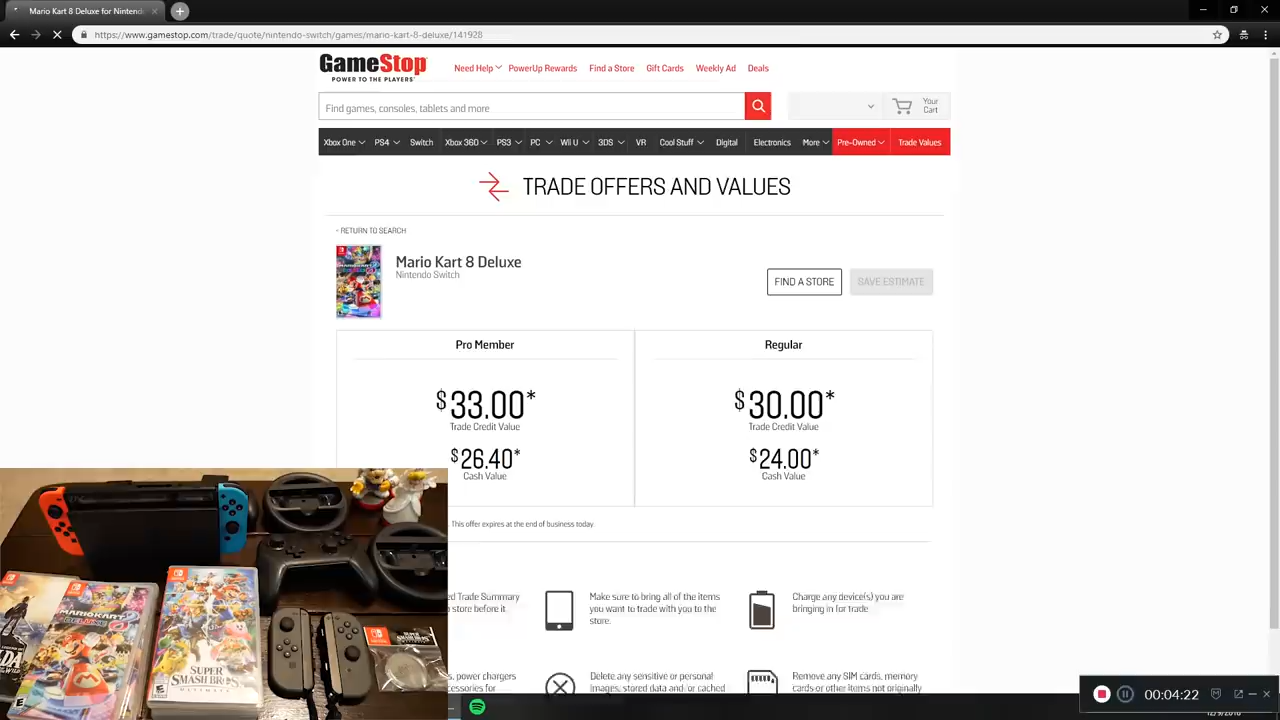 Mario Kart 8 Deluxe for Nintendo
https://www.gamestop.com/trade/quote/nintendo-switch/games/mario-kart-8-deluxe/141928
GameStop
POWER TO THE PLAYERS
Need Help PowerUp Rewards Find a Store Gift Cards Weekly Ad Deals
Find games, consoles, tablets and more
Your
Cart
Xbox One PS4 Switch Xbox 360 PS3 PC Wii U 3DS VR Cool Stuff Digital Electronics More Pre-Owned Trade Values
TRADE OFFERS AND VALUES
RETURN TO SEARCH
Mario Kart 8 Deluxe
Nintendo Switch
FIND A STORE
SAVE ESTIMATE
Pro Member
$33.00*
Trade Credit Value
$26.40*
Cash Value
Regular
$30.00*
Trade Credit Value
$24.00*
Cash Value
This offer expires at the end of business today.
ed Trade Summary
store before it
Make sure to bring all of the items
you want to trade with you to the
store.
Charge any device(s) you are
bringing in for trade.
s, power chargers
cessories for
Delete any sensitive or personal
images, stored data and/or cached
Remove any SIM cards, memory
cards or other items not originally
MARIOKART 8
DELUXE
SUPER
SMASH BROS.
ULTIMATE
00:04:22